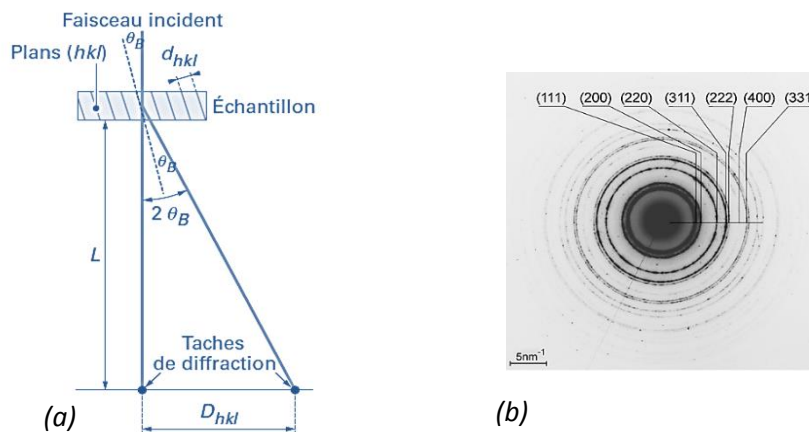 Faisceau incident
θB
Plans (hkl)
dhkl
Échantillon
θB
2 θB
L
Taches
de diffraction
Dhkl
(a)
(111) (200) (220) (311) (222) (400) (331)
5nm-1
(b)